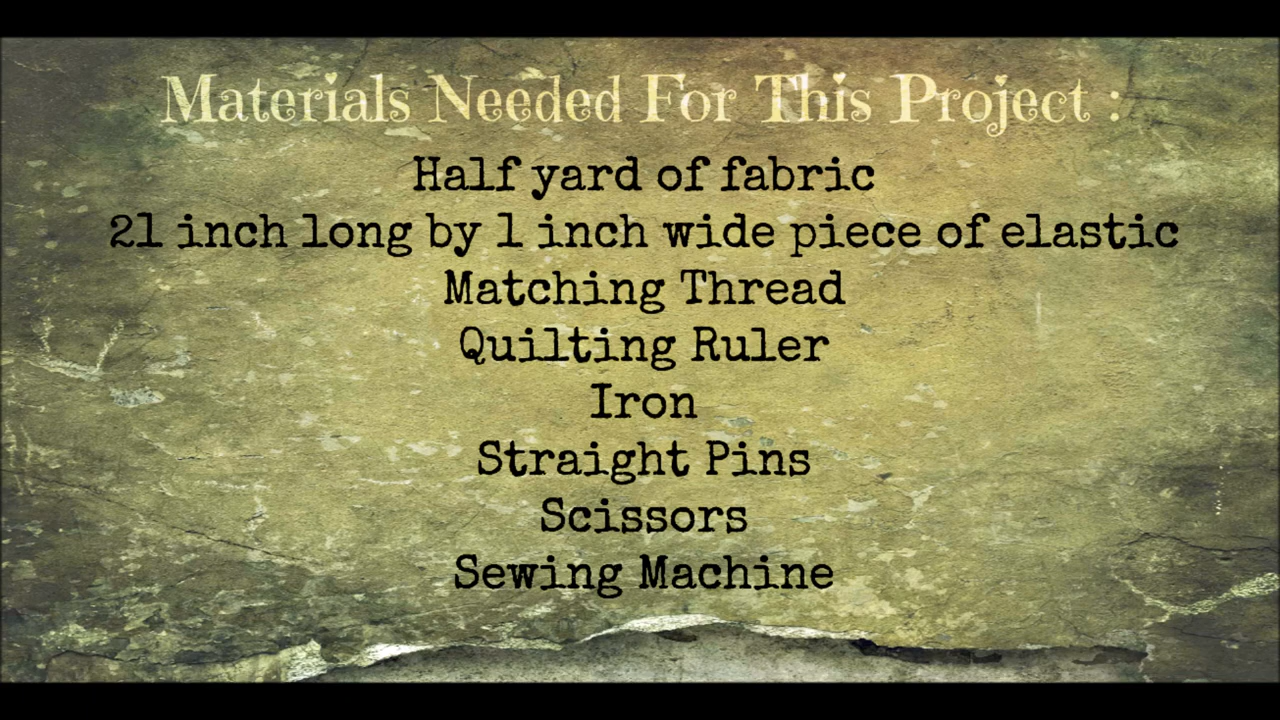 Materials Needed For This Project :
Half yard of fabric
21 inch long by 1 inch wide piece of elastic
Matching Thread
Quilting Ruler
Iron
Straight Pins
Scissors
Sewing Machine